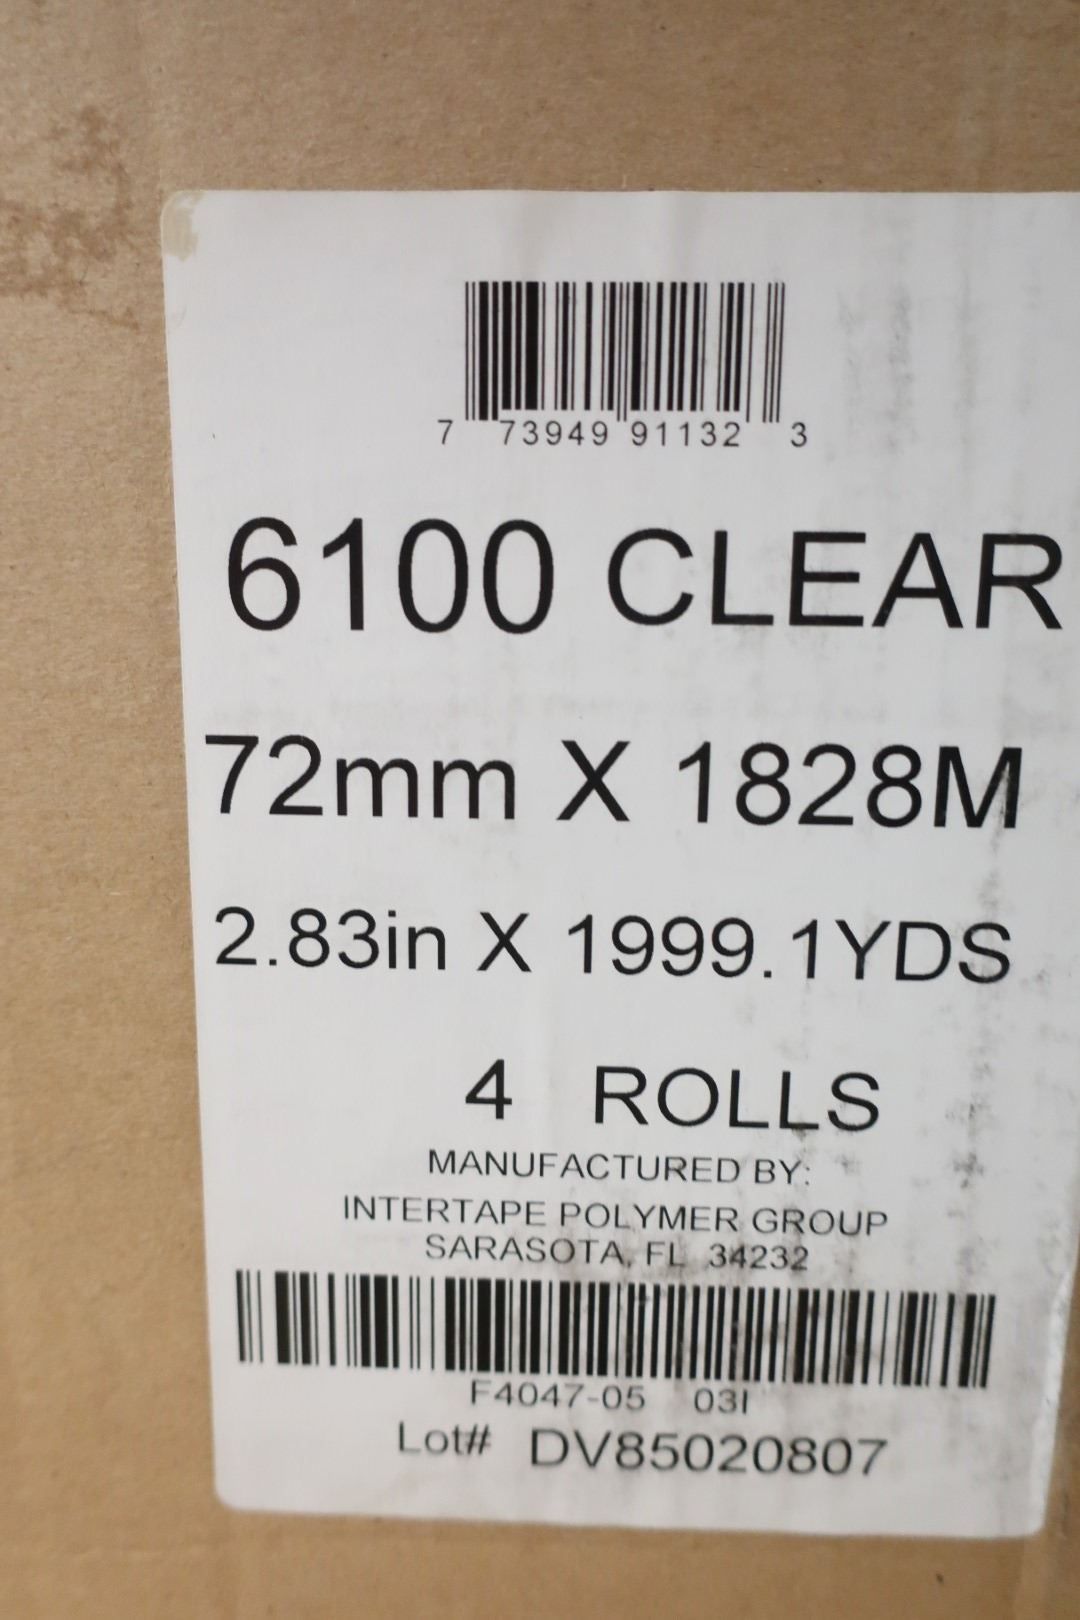 7 73949 91132 3
6100 CLEAR
72mm X 1828M
2.83in X 1999.1YDS
4 ROLLS
MANUFACTURED BY:
INTERTAPE POLYMER GROUP
SARASOTA, FL 34232
F4047-05 03I
Lot# DV85020807